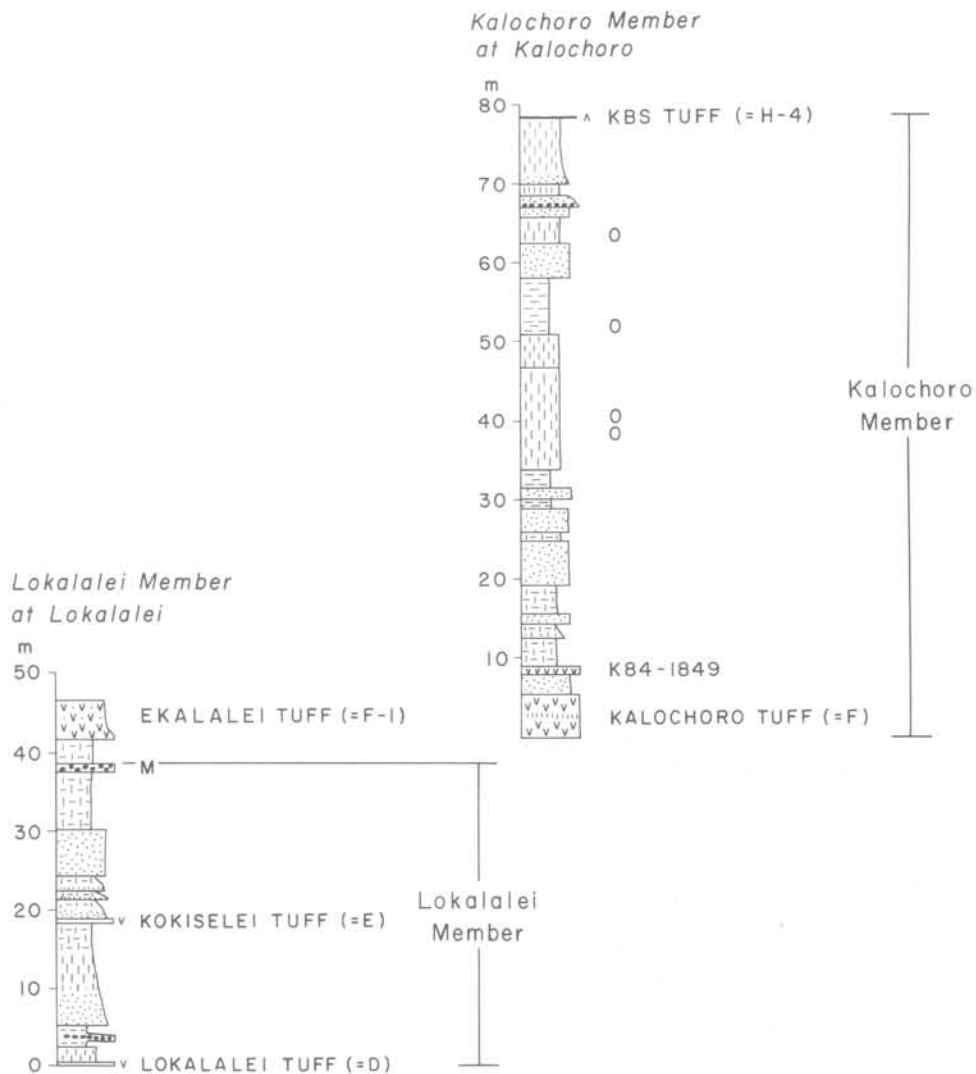 Kalochoro Member
at Kalochoro
m
80
KBS TUFF (=H-4)
70
O
60
O
50
O
40
O
30
20
10
K84-1849
KALOCHORO TUFF (=F)
Kalochoro
Member
Lokalalei Member
at Lokalalei
m
50
EKALALEI TUFF (=F-1)
40
M
30
20
KOKISELEI TUFF (=E)
10
0
LOKALALEI TUFF (=D)
Lokalalei
Member